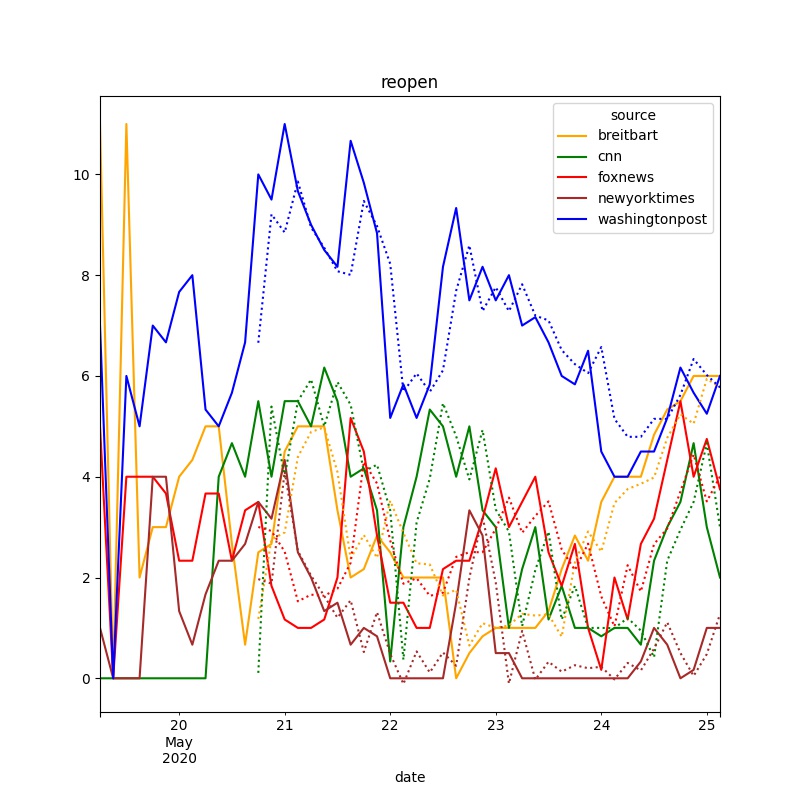 reopen
source
breitbart
cnn
foxnews
newyorktimes
washingtonpost
10
8
6
4
2
0
20 21 22 23 24 25
May
2020
date